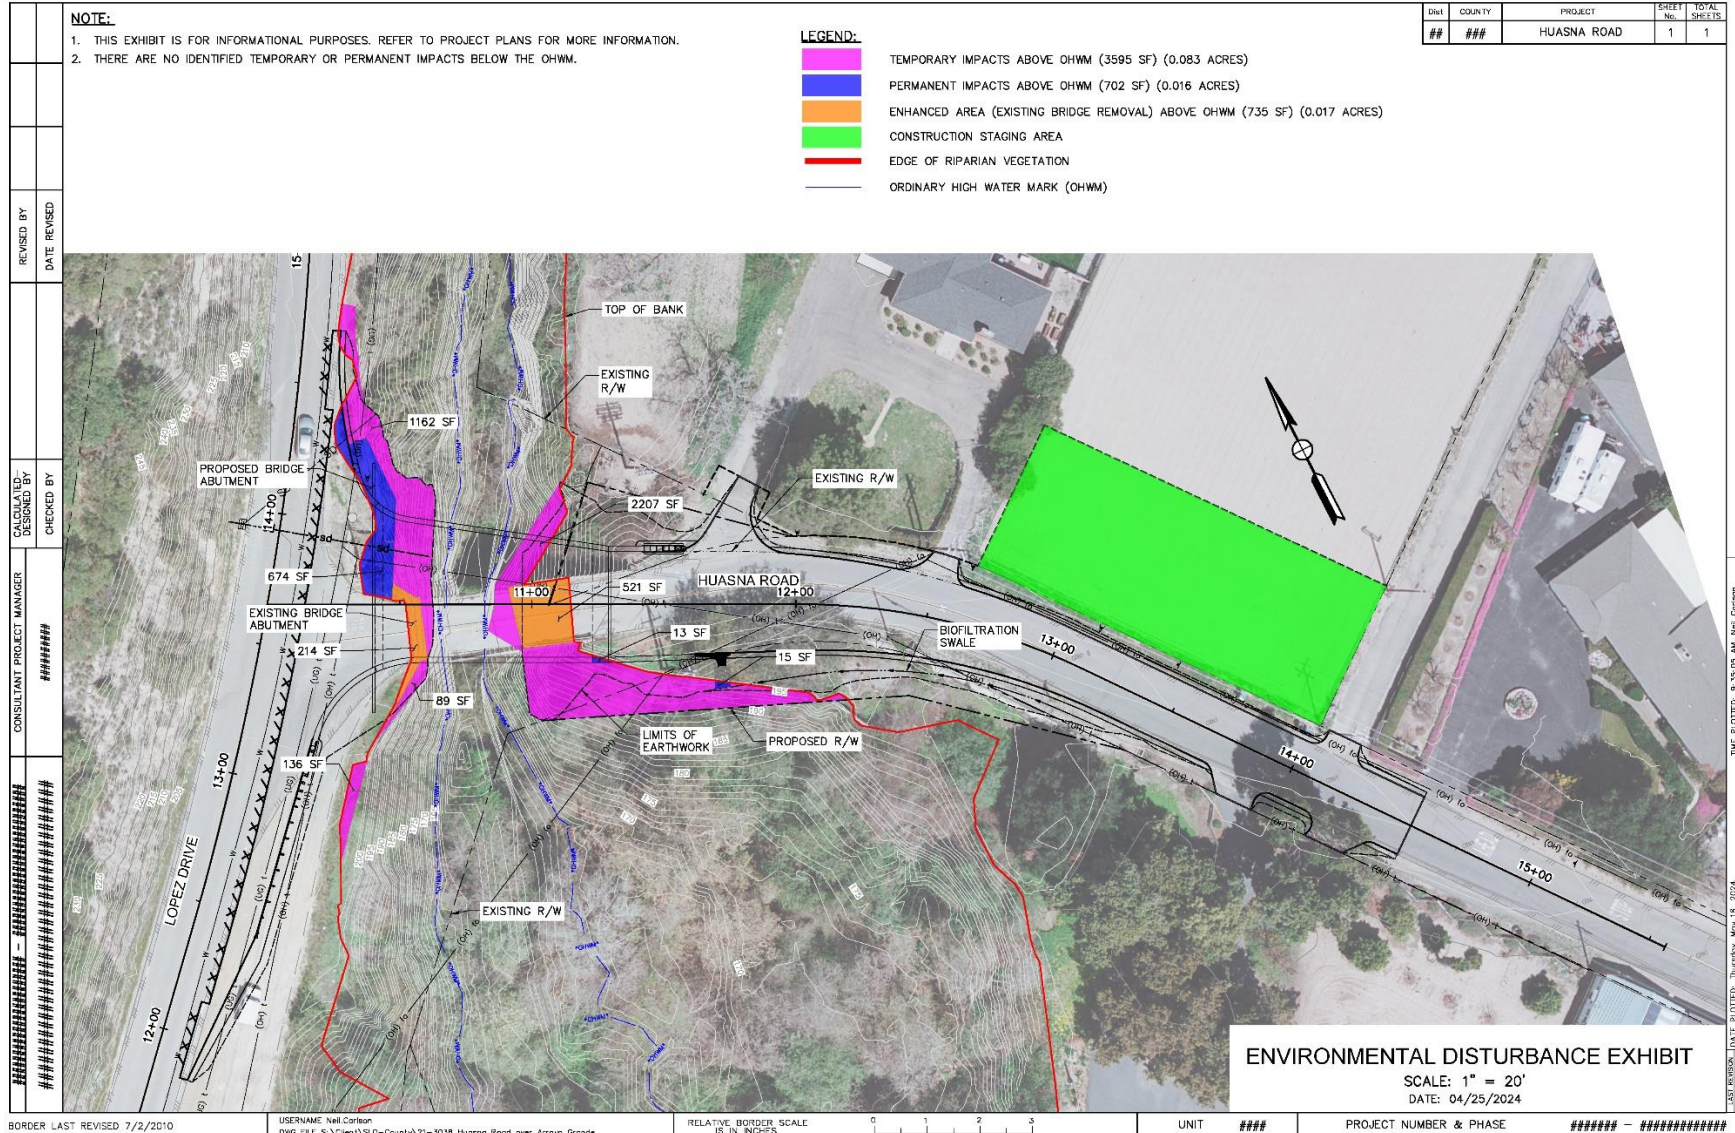 NOTE:
1. THIS EXHIBIT IS FOR INFORMATIONAL PURPOSES. REFER TO PROJECT PLANS FOR MORE INFORMATION.
2. THERE ARE NO IDENTIFIED TEMPORARY OR PERMANENT IMPACTS BELOW THE OHWM.
LEGEND:
TEMPORARY IMPACTS ABOVE OHWM (3595 SF) (0.083 ACRES)
PERMANENT IMPACTS ABOVE OHWM (702 SF) (0.016 ACRES)
ENHANCED AREA (EXISTING BRIDGE REMOVAL) ABOVE OHWM (735 SF) (0.017 ACRES)
CONSTRUCTION STAGING AREA
EDGE OF RIPARIAN VEGETATION
ORDINARY HIGH WATER MARK (OHWM)
Dist COUNTY PROJECT SHEET No. TOTAL SHEETS
## ### HUASNA ROAD 1 1
REVISED BY
DATE REVISED
CALCULATED-DESIGNED BY
CHECKED BY
CONSULTANT PROJECT MANAGER
TOP OF BANK
EXISTING
R/W
1162 SF
PROPOSED BRIDGE
ABUTMENT
EXISTING R/W
2207 SF
14+00
674 SF
521 SF
HUASNA ROAD
11+00
12+00
EXISTING BRIDGE
ABUTMENT
13 SF
BIOFILTRATION
SWALE
13+00
214 SF
15 SF
89 SF
LIMITS OF
EARTHWORK
PROPOSED R/W
136 SF
13+00
14+00
LOPEZ DRIVE
EXISTING R/W
15+00
12+00
ENVIRONMENTAL DISTURBANCE EXHIBIT
SCALE: 1" = 20'
DATE: 04/25/2024
BORDER LAST REVISED 7/2/2010
USERNAME Neil.Carlson
RELATIVE BORDER SCALE
IS IN INCHES
0 1 2 3
UNIT ####
PROJECT NUMBER & PHASE